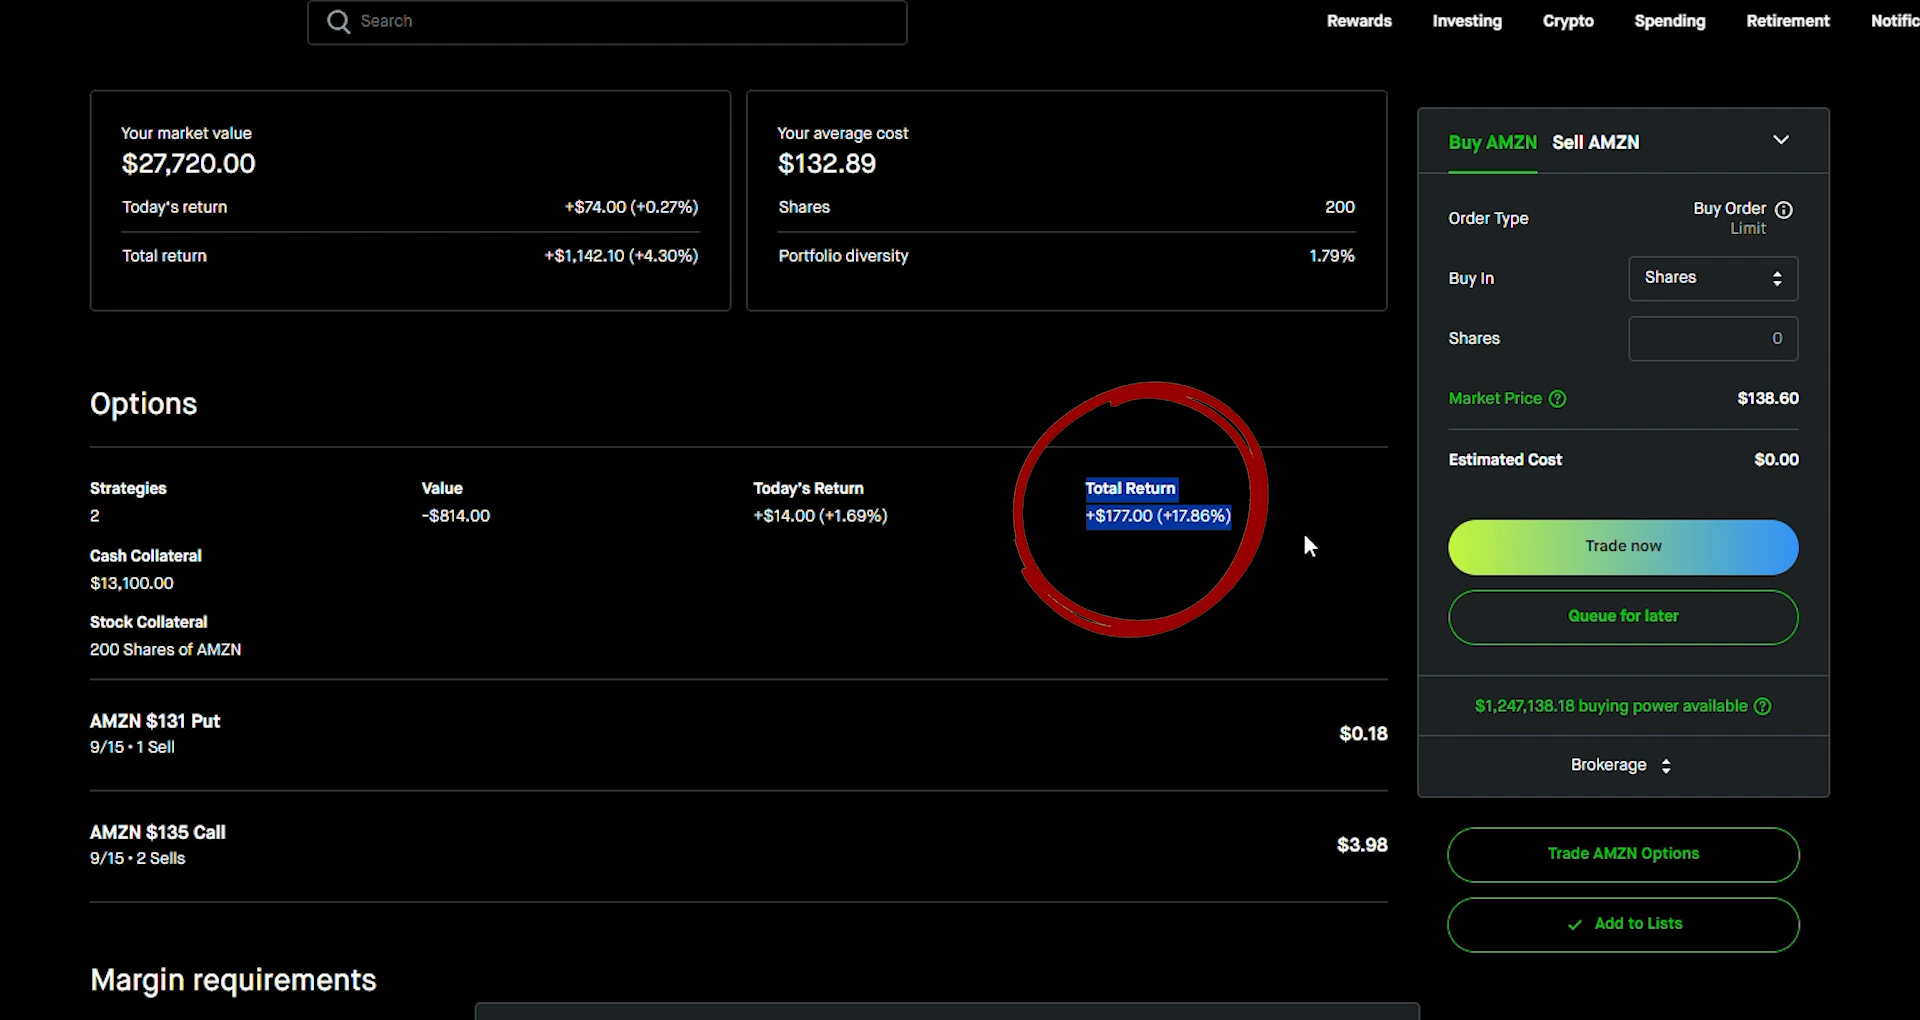 Search
Rewards Investing Crypto Spending Retirement Notific
Your market value
$27,720.00
Today's return +$74.00 (+0.27%)
Total return +$1,142.10 (+4.30%)
Your average cost
$132.89
Shares 200
Portfolio diversity 1.79%
Buy AMZN Sell AMZN
Order Type Buy Order
Limit
Buy In Shares
Shares 0
Market Price $138.60
Estimated Cost $0.00
Trade now
Queue for later
$1,247,138.18 buying power available
Brokerage
Trade AMZN Options
Add to Lists
Options
Strategies Value Today's Return Total Return
2 -$814.00 +$14.00 (+1.69%) +$177.00 (+17.86%)
Cash Collateral
$13,100.00
Stock Collateral
200 Shares of AMZN
AMZN $131 Put
9/15 • 1 Sell
$0.18
AMZN $135 Call
9/15 • 2 Sells
$3.98
Margin requirements